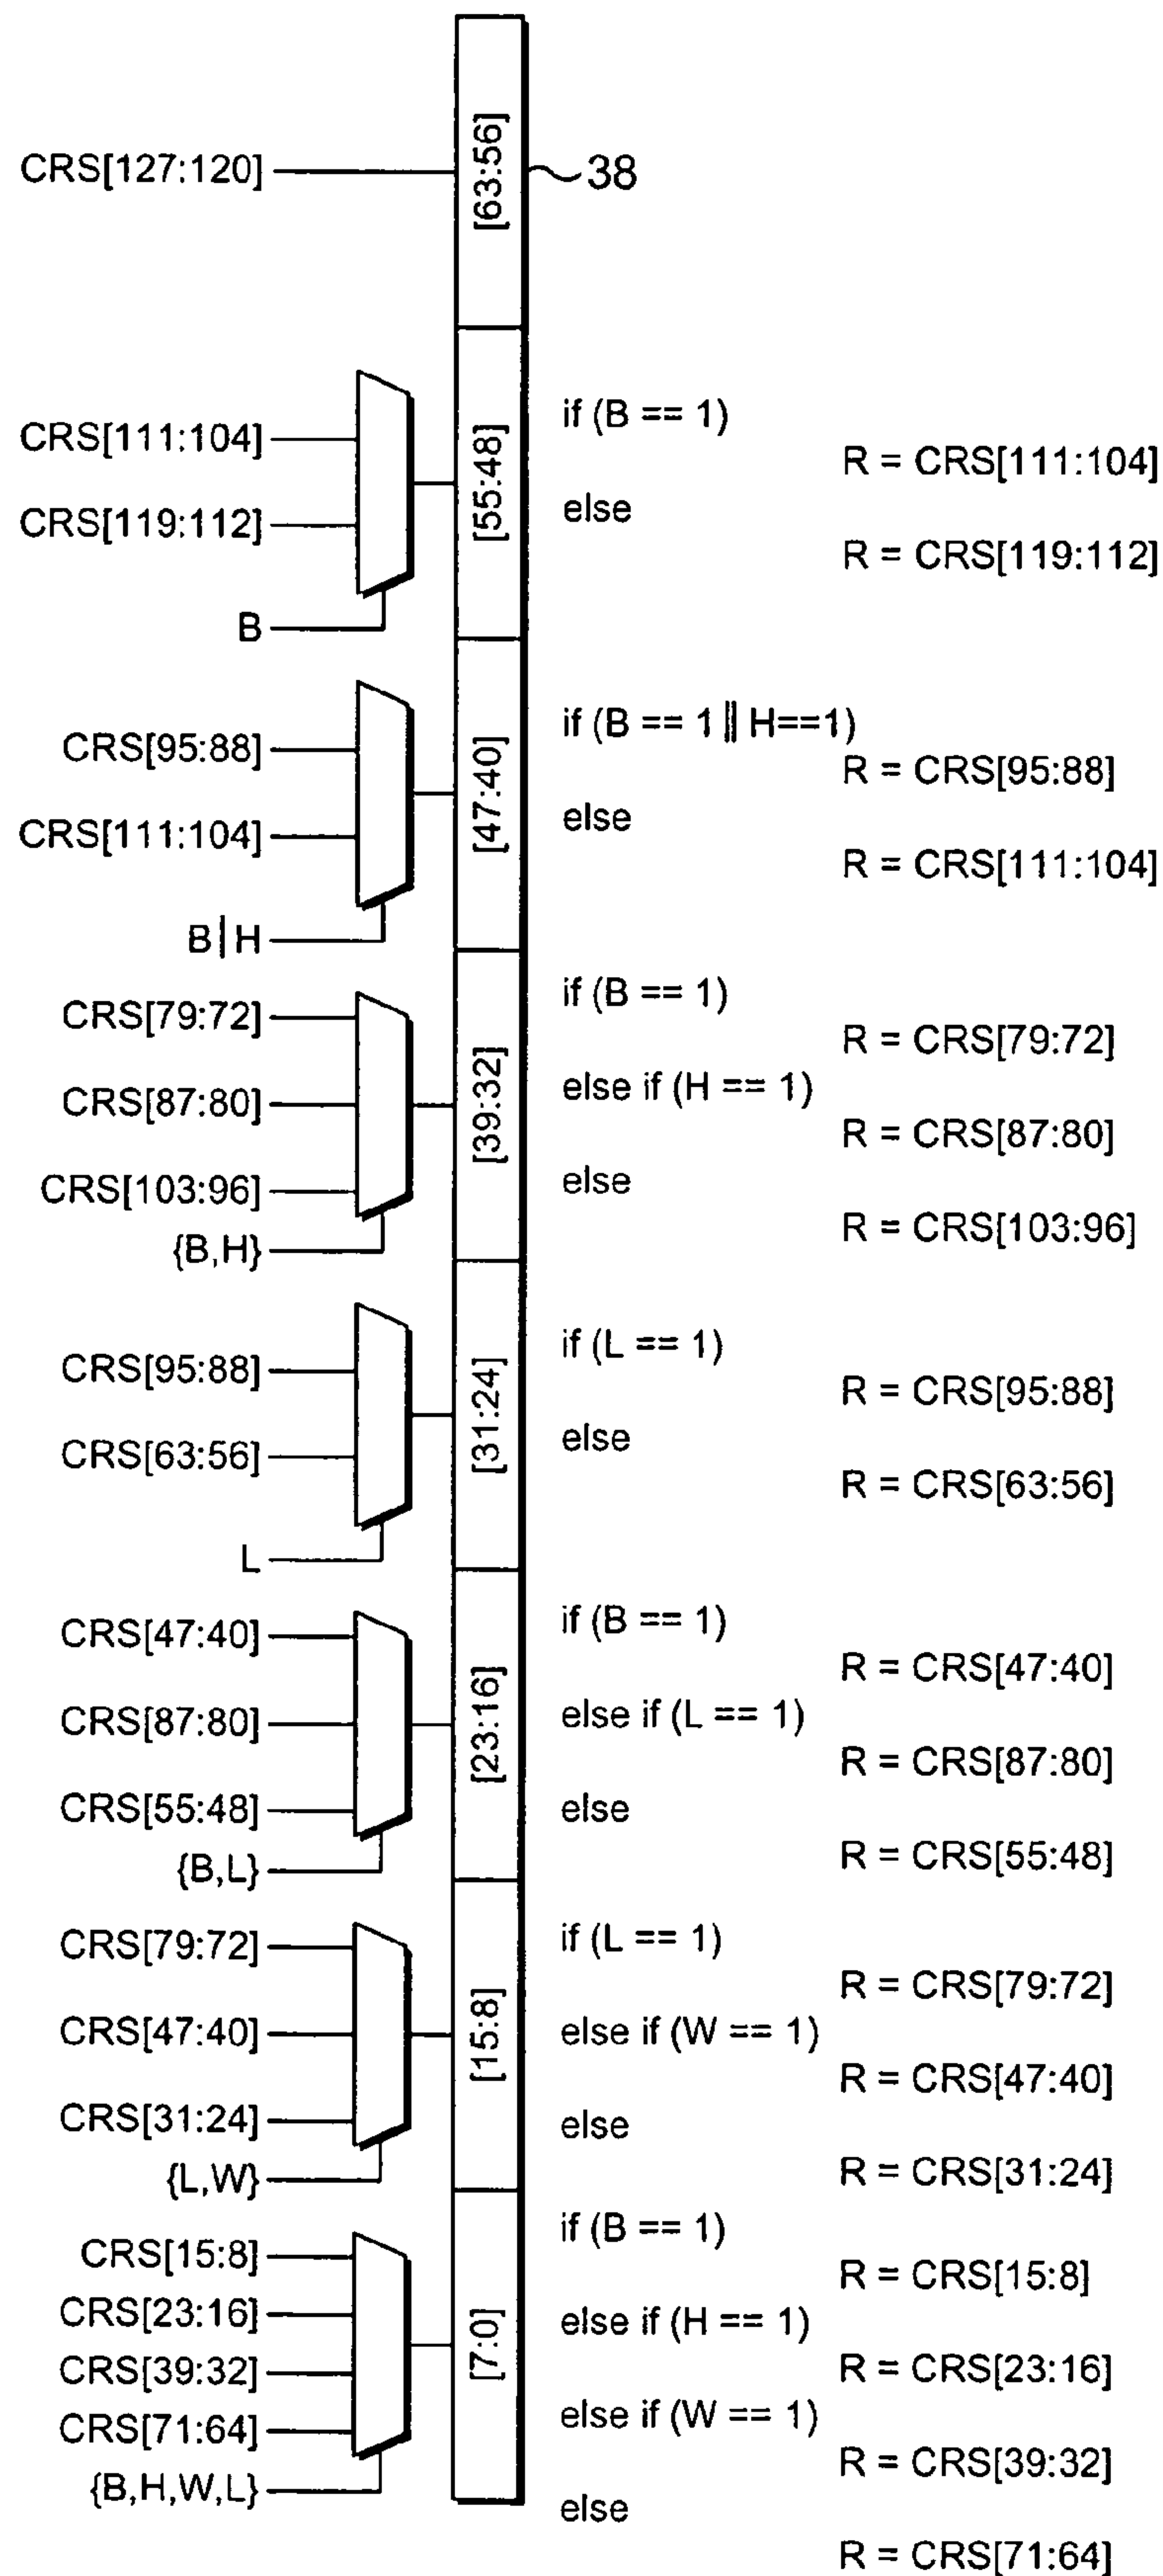 CRS[127:120]
[63:56]
38
CRS[111:104]
CRS[119:112]
B
[55:48]
if (B == 1)
R = CRS[111:104]
else
R = CRS[119:112]
CRS[95:88]
CRS[111:104]
B|H
[47:40]
if (B == 1 || H==1)
R = CRS[95:88]
else
R = CRS[111:104]
CRS[79:72]
CRS[87:80]
CRS[103:96]
{B,H}
[39:32]
if (B == 1)
R = CRS[79:72]
else if (H == 1)
R = CRS[87:80]
else
R = CRS[103:96]
CRS[95:88]
CRS[63:56]
L
[31:24]
if (L == 1)
R = CRS[95:88]
else
R = CRS[63:56]
CRS[47:40]
CRS[87:80]
CRS[55:48]
{B,L}
[23:16]
if (B == 1)
R = CRS[47:40]
else if (L == 1)
R = CRS[87:80]
else
R = CRS[55:48]
CRS[79:72]
CRS[47:40]
CRS[31:24]
{L,W}
[15:8]
if (L == 1)
R = CRS[79:72]
else if (W == 1)
R = CRS[47:40]
else
R = CRS[31:24]
CRS[15:8]
CRS[23:16]
CRS[39:32]
CRS[71:64]
{B,H,W,L}
[7:0]
if (B == 1)
R = CRS[15:8]
else if (H == 1)
R = CRS[23:16]
else if (W == 1)
R = CRS[39:32]
else
R = CRS[71:64]